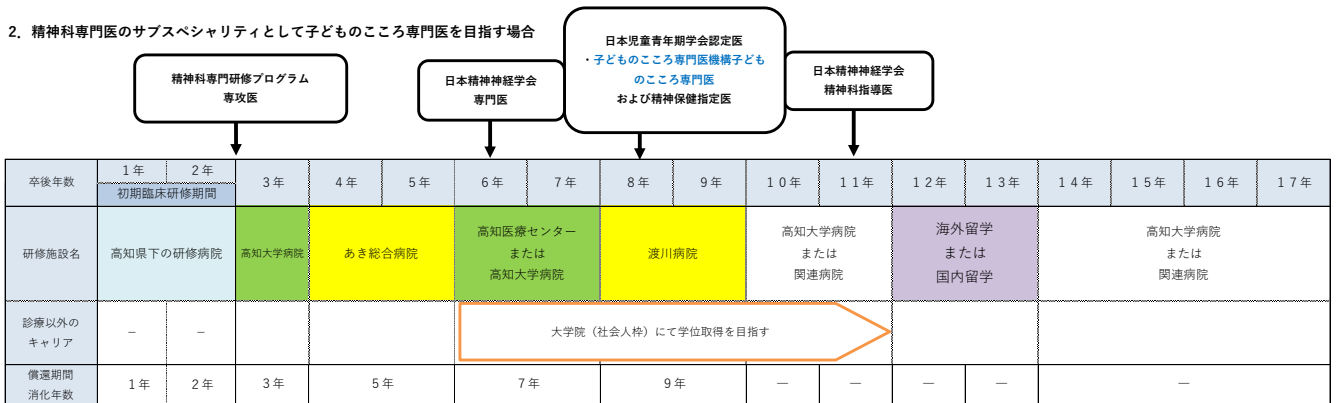 2．精神科専門医のサブスペシャリティとして子どものこころ専門医を目指す場合
精神科専門研修プログラム
専攻医
日本精神神経学会
専門医
日本児童青年期学会認定医
・子どものこころ専門医機構子ども
のこころ専門医
および精神保健指定医
日本精神神経学会
精神科指導医
卒後年数
1年
2年
初期臨床研修期間
3年
4年
5年
6年
7年
8年
9年
10年
11年
12年
13年
14年
15年
16年
17年
研修施設名
高知県下の研修病院
高知大学病院
あき総合病院
高知医療センター
または
高知大学病院
渡川病院
高知大学病院
または
関連病院
海外留学
または
国内留学
高知大学病院
または
関連病院
診療以外の
キャリア
－
－
大学院（社会人枠）にて学位取得を目指す
償還期間
消化年数
1年
2年
3年
5年
7年
9年
―
―
―
―
―